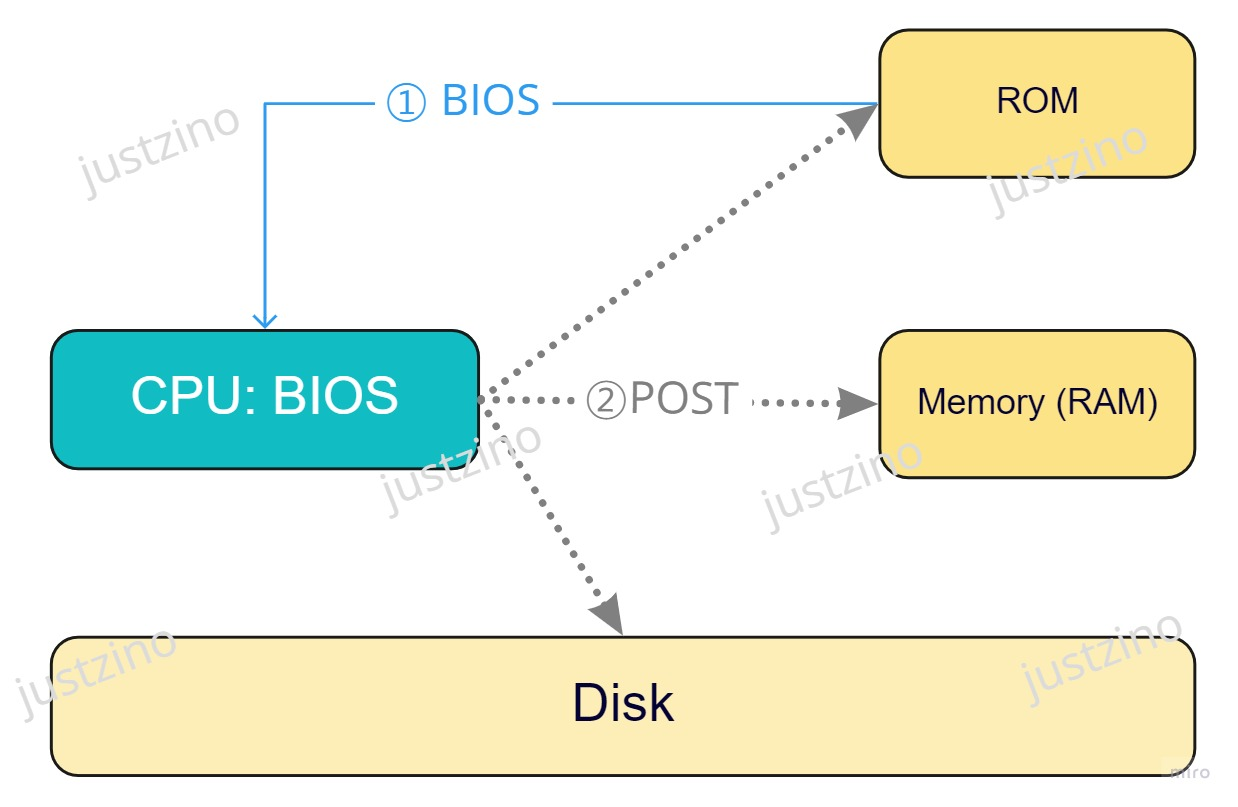 ① BIOS
ROM
justzino
justzino
CPU: BIOS
②POST
Memory (RAM)
justzino
justzino
justzino
justzino
Disk
miro